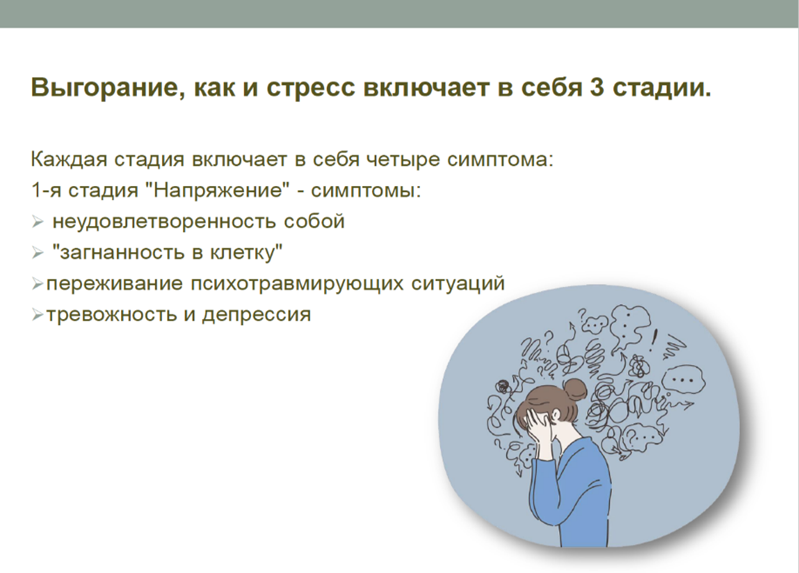 Выгорание, как и стресс включает в себя 3 стадии.
Каждая стадия включает в себя четыре симптома:
1-я стадия "Напряжение" - симптомы:
неудовлетворенность собой
"загнанность в клетку"
переживание психотравмирующих ситуаций
тревожность и депрессия